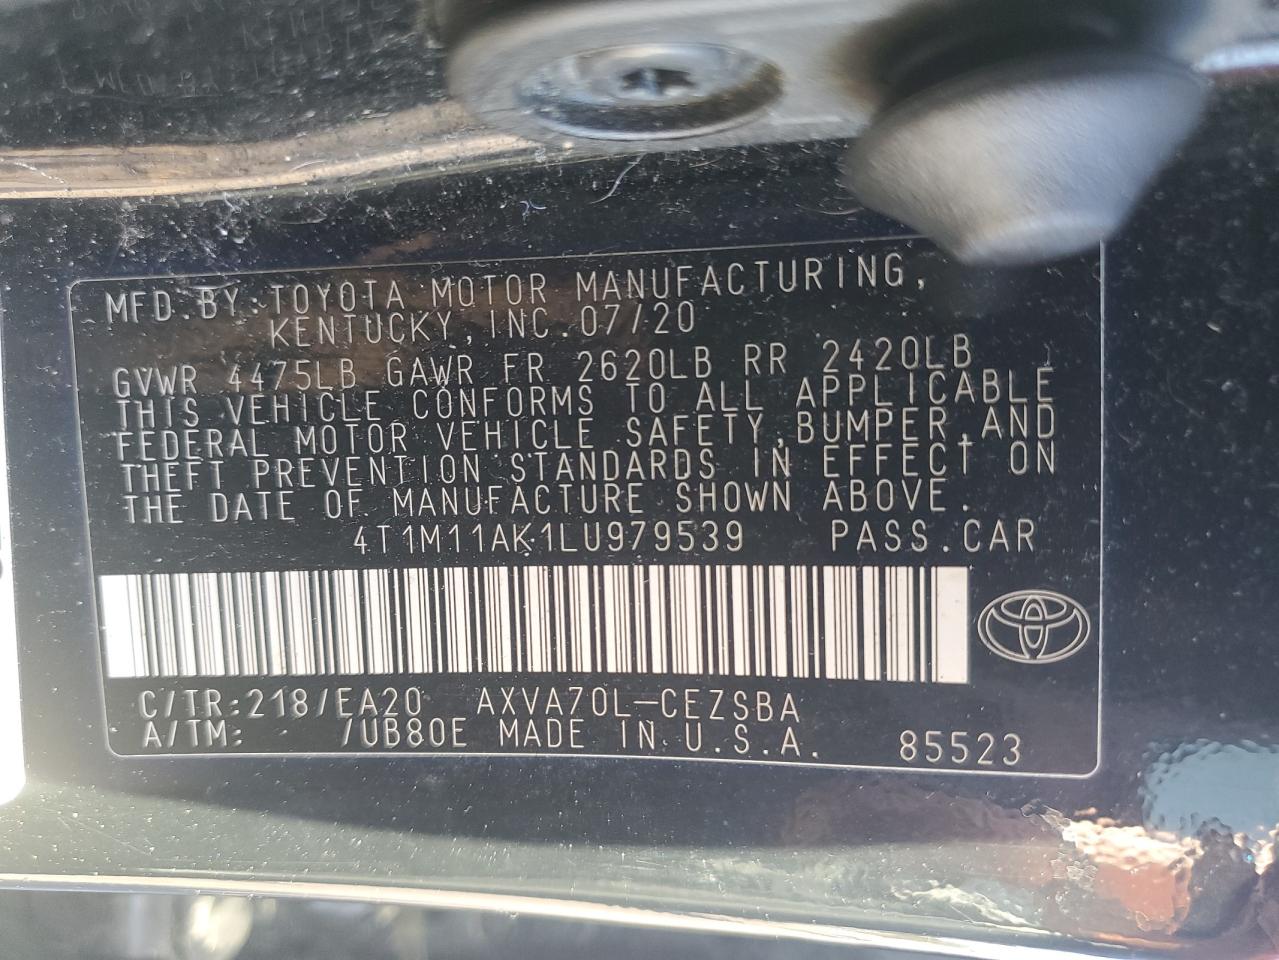 MFD.BY:TOYOTA MOTOR MANUFACTURING,
KENTUCKY,INC.07/20
GVWR 4475LB GAWR FR 2620LB RR 2420LB
THIS VEHICLE CONFORMS TO ALL APPLICABLE
FEDERAL MOTOR VEHICLE SAFETY,BUMPER,AND
THEFT PREVENTION STANDARDS IN EFFECT ON
THE DATE OF MANUFACTURE SHOWN ABOVE.
4T1M11AK1LU979539 PASS.CAR
C/TR:218/EA20 AXVA70L-CEZSBA
A/TM: /UB80E MADE IN U.S.A. 85523